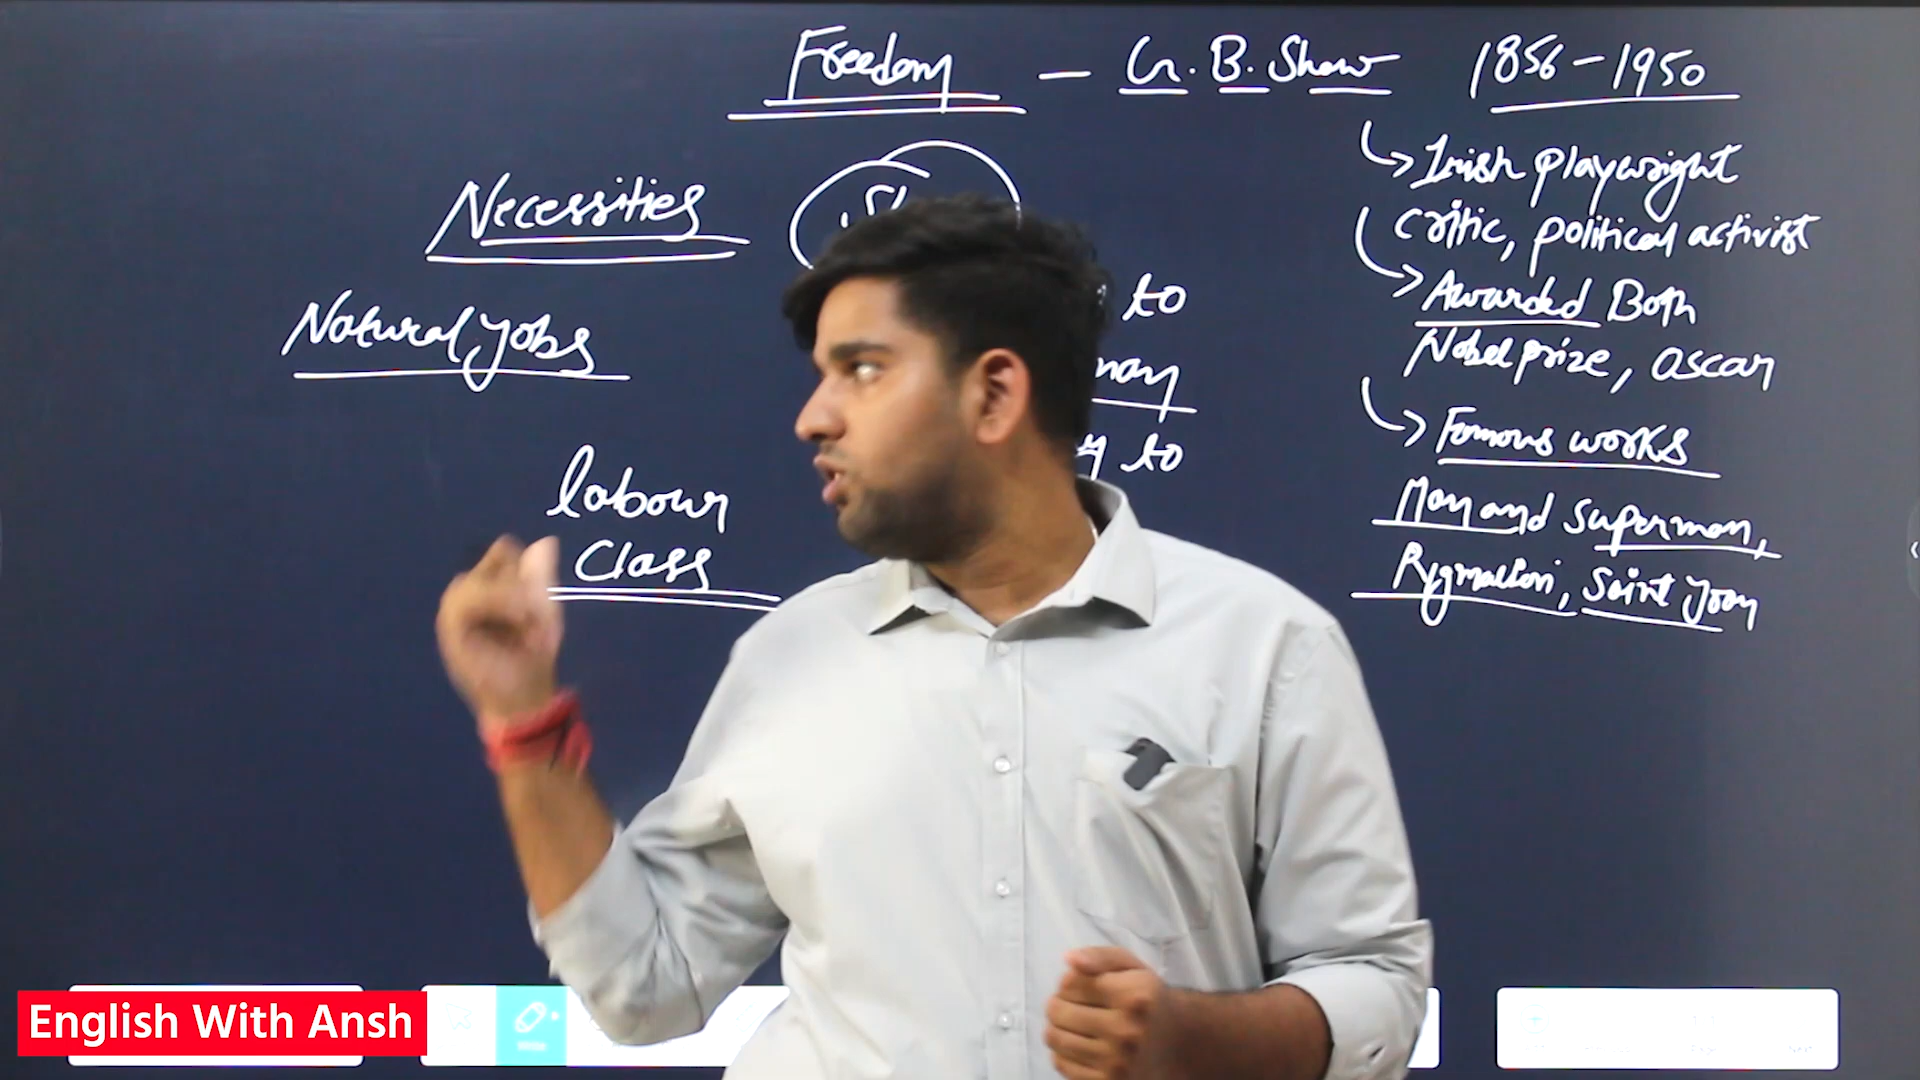 Freedom — G. B. Shaw 1856-1950
Necessities
Natural jobs
labour
Class
to
to
Irish playwright
critic, political activist
Awarded Both
Nobel prize, oscar
Famous works
Man and Superman,
Pygmalion, Saint Joan
English With Ansh